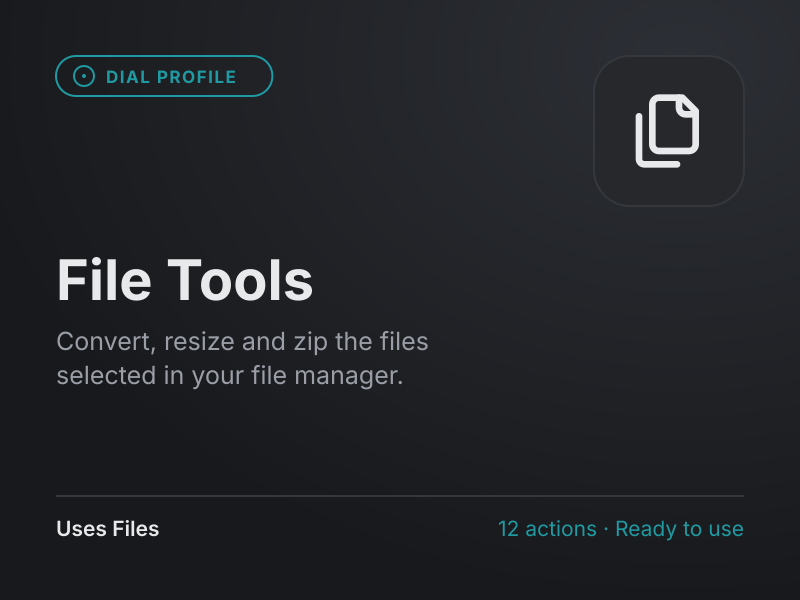 DIAL PROFILE
File Tools
Convert, resize and zip the files
selected in your file manager.
Uses Files
12 actions · Ready to use